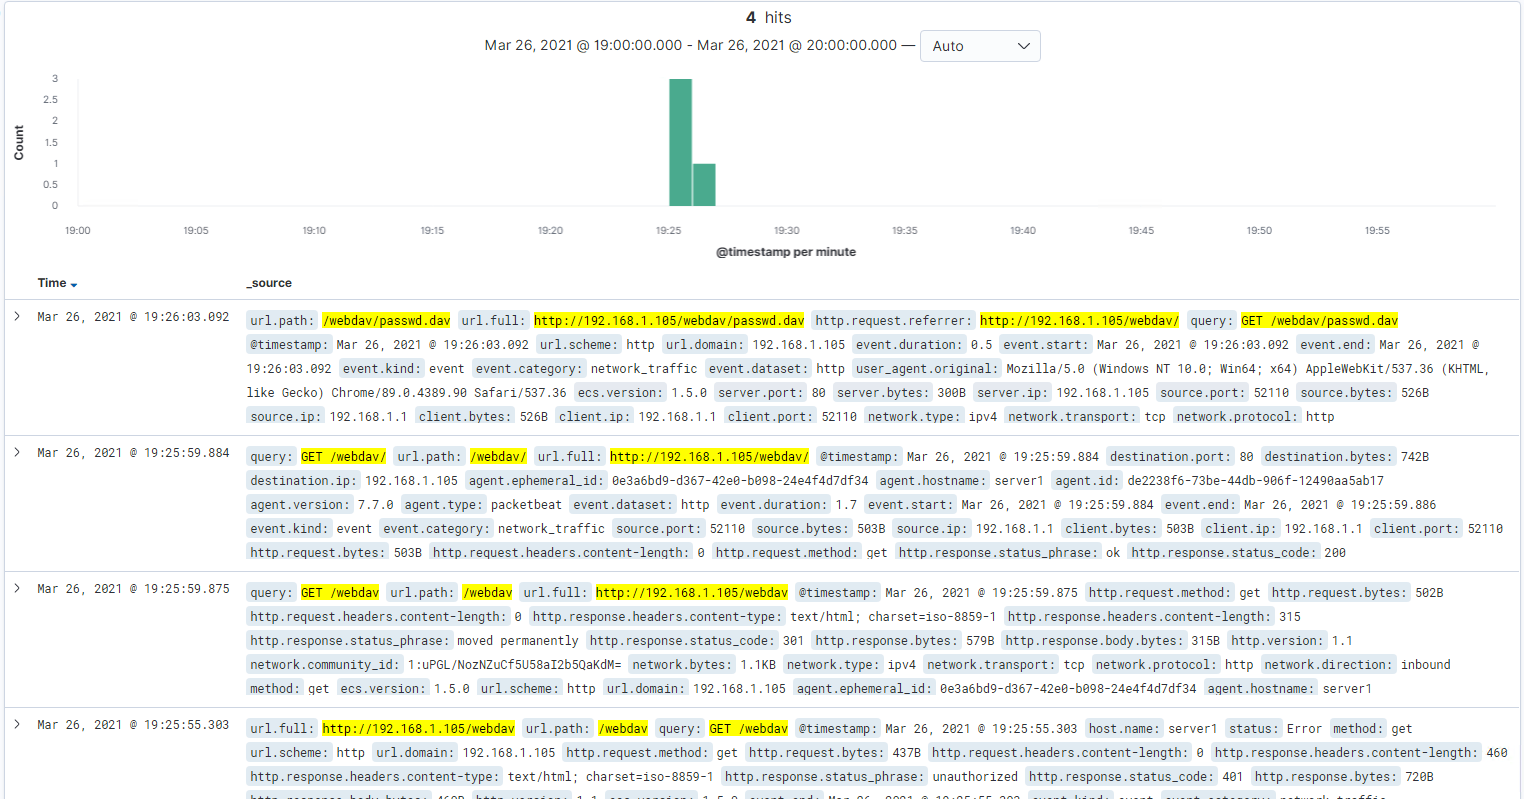 4 hits
Mar 26, 2021 @ 19:00:00.000 - Mar 26, 2021 @ 20:00:00.000 — Auto
3
2.5
2
1.5
1
0.5
0
Count
19:00 19:05 19:10 19:15 19:20 19:25 19:30 19:35 19:40 19:45 19:50 19:55
@timestamp per minute
Time _source
Mar 26, 2021 @ 19:26:03.092 url.path: /webdav/passwd.dav url.full: http://192.168.1.105/webdav/passwd.dav http.request.referrer: http://192.168.1.105/webdav/ query: GET /webdav/passwd.dav
@timestamp: Mar 26, 2021 @ 19:26:03.092 url.scheme: http url.domain: 192.168.1.105 event.duration: 0.5 event.start: Mar 26, 2021 @ 19:26:03.092 event.end: Mar 26, 2021 @
19:26:03.092 event.kind: event event.category: network_traffic event.dataset: http user_agent.original: Mozilla/5.0 (Windows NT 10.0; Win64; x64) AppleWebKit/537.36 (KHTML,
like Gecko) Chrome/89.0.4389.90 Safari/537.36 ecs.version: 1.5.0 server.port: 80 server.bytes: 300B server.ip: 192.168.1.105 source.port: 52110 source.bytes: 526B
source.ip: 192.168.1.1 client.bytes: 526B client.ip: 192.168.1.1 client.port: 52110 network.type: ipv4 network.transport: tcp network.protocol: http
Mar 26, 2021 @ 19:25:59.884 query: GET /webdav/ url.path: /webdav/ url.full: http://192.168.1.105/webdav/ @timestamp: Mar 26, 2021 @ 19:25:59.884 destination.port: 80 destination.bytes: 742B
destination.ip: 192.168.1.105 agent.ephemeral_id: 0e3a6bd9-d367-42e0-b098-24e4f4d7df34 agent.hostname: server1 agent.id: de2238f6-73be-44db-906f-12490aa5ab17
agent.version: 7.7.0 agent.type: packetbeat event.dataset: http event.duration: 1.7 event.start: Mar 26, 2021 @ 19:25:59.884 event.end: Mar 26, 2021 @ 19:25:59.886
event.kind: event event.category: network_traffic source.port: 52110 source.bytes: 503B source.ip: 192.168.1.1 client.bytes: 503B client.ip: 192.168.1.1 client.port: 52110
http.request.bytes: 503B http.request.headers.content-length: 0 http.request.method: get http.response.status_phrase: ok http.response.status_code: 200
Mar 26, 2021 @ 19:25:59.875 query: GET /webdav url.path: /webdav url.full: http://192.168.1.105/webdav @timestamp: Mar 26, 2021 @ 19:25:59.875 http.request.method: get http.request.bytes: 502B
http.request.headers.content-length: 0 http.response.headers.content-type: text/html; charset=iso-8859-1 http.response.headers.content-length: 315
http.response.status_phrase: moved permanently http.response.status_code: 301 http.response.bytes: 579B http.response.body.bytes: 315B http.version: 1.1
network.community_id: 1:uPGL/NozNZuCf5U58aI2b5QaKdM= network.bytes: 1.1KB network.type: ipv4 network.transport: tcp network.protocol: http network.direction: inbound
method: get ecs.version: 1.5.0 url.scheme: http url.domain: 192.168.1.105 agent.ephemeral_id: 0e3a6bd9-d367-42e0-b098-24e4f4d7df34 agent.hostname: server1
Mar 26, 2021 @ 19:25:55.303 url.full: http://192.168.1.105/webdav url.path: /webdav query: GET /webdav @timestamp: Mar 26, 2021 @ 19:25:55.303 host.name: server1 status: Error method: get
url.scheme: http url.domain: 192.168.1.105 http.request.method: get http.request.bytes: 437B http.request.headers.content-length: 0 http.response.headers.content-length: 460
http.response.headers.content-type: text/html; charset=iso-8859-1 http.response.status_phrase: unauthorized http.response.status_code: 401 http.response.bytes: 720B